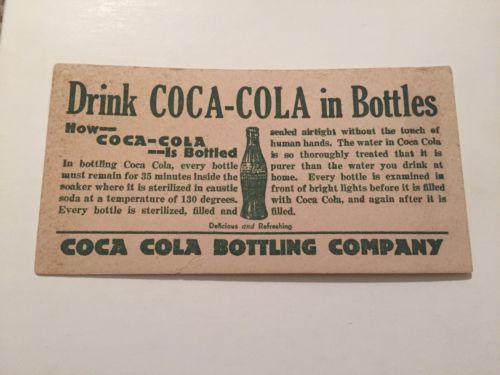 Drink COCA-COLA in Bottles
How—
COCA-COLA
—Is Bottled
In bottling Coca Cola, every bottle
must remain for 35 minutes inside the
soaker where it is sterilized in caustic
soda at a temperature of 130 degrees.
Every bottle is sterilized, filled and
sealed airtight without the touch of
human hands. The water in Coca Cola
is so thoroughly treated that it is
purer than the water you drink at
home. Every bottle is examined in
front of bright lights before it is filled
with Coca Cola, and again after it is
filled.
Coca-Cola
Delicious and Refreshing
COCA COLA BOTTLING COMPANY